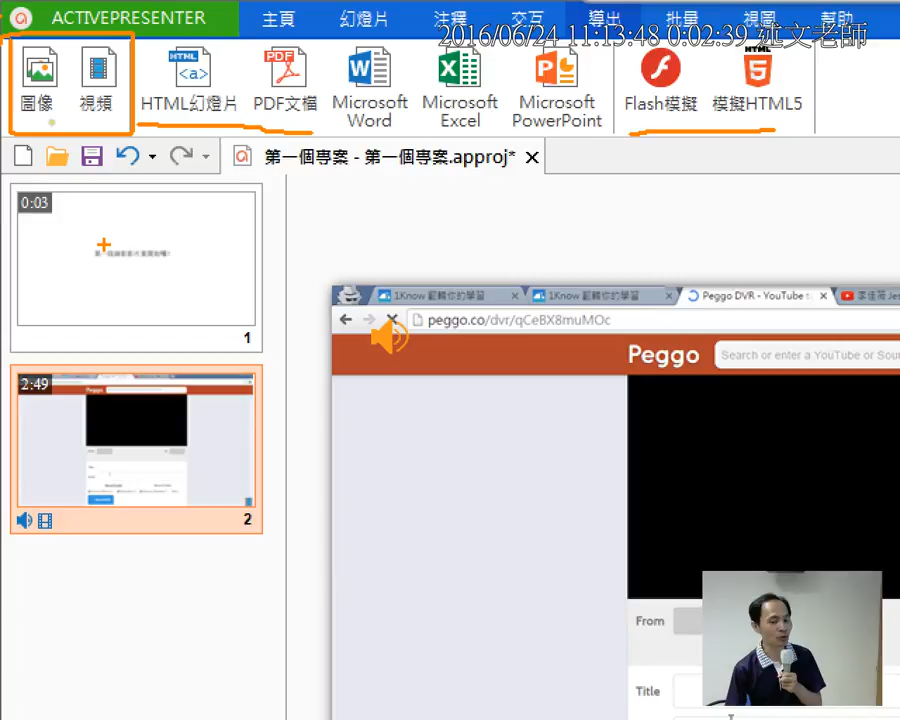 ACTIVEPRESENTER 主頁 幻燈片 注釋 交互 導出 批量 視圖 幫助
2016/06/24 11:13:48 0:02:39 述文老師
圖像 視頻 HTML幻燈片 PDF文檔 Microsoft Word Microsoft Excel Microsoft PowerPoint Flash模擬 模擬HTML5
第一個專案 - 第一個專案.approj*
0:03
1
2:49
2
1Know 翻轉你的學習 1Know 翻轉你的學習 Peggo DVR - YouTube
peggo.co/dvr/qCeBX8muMOc
Peggo Search or enter a YouTube or Sou
From
Title